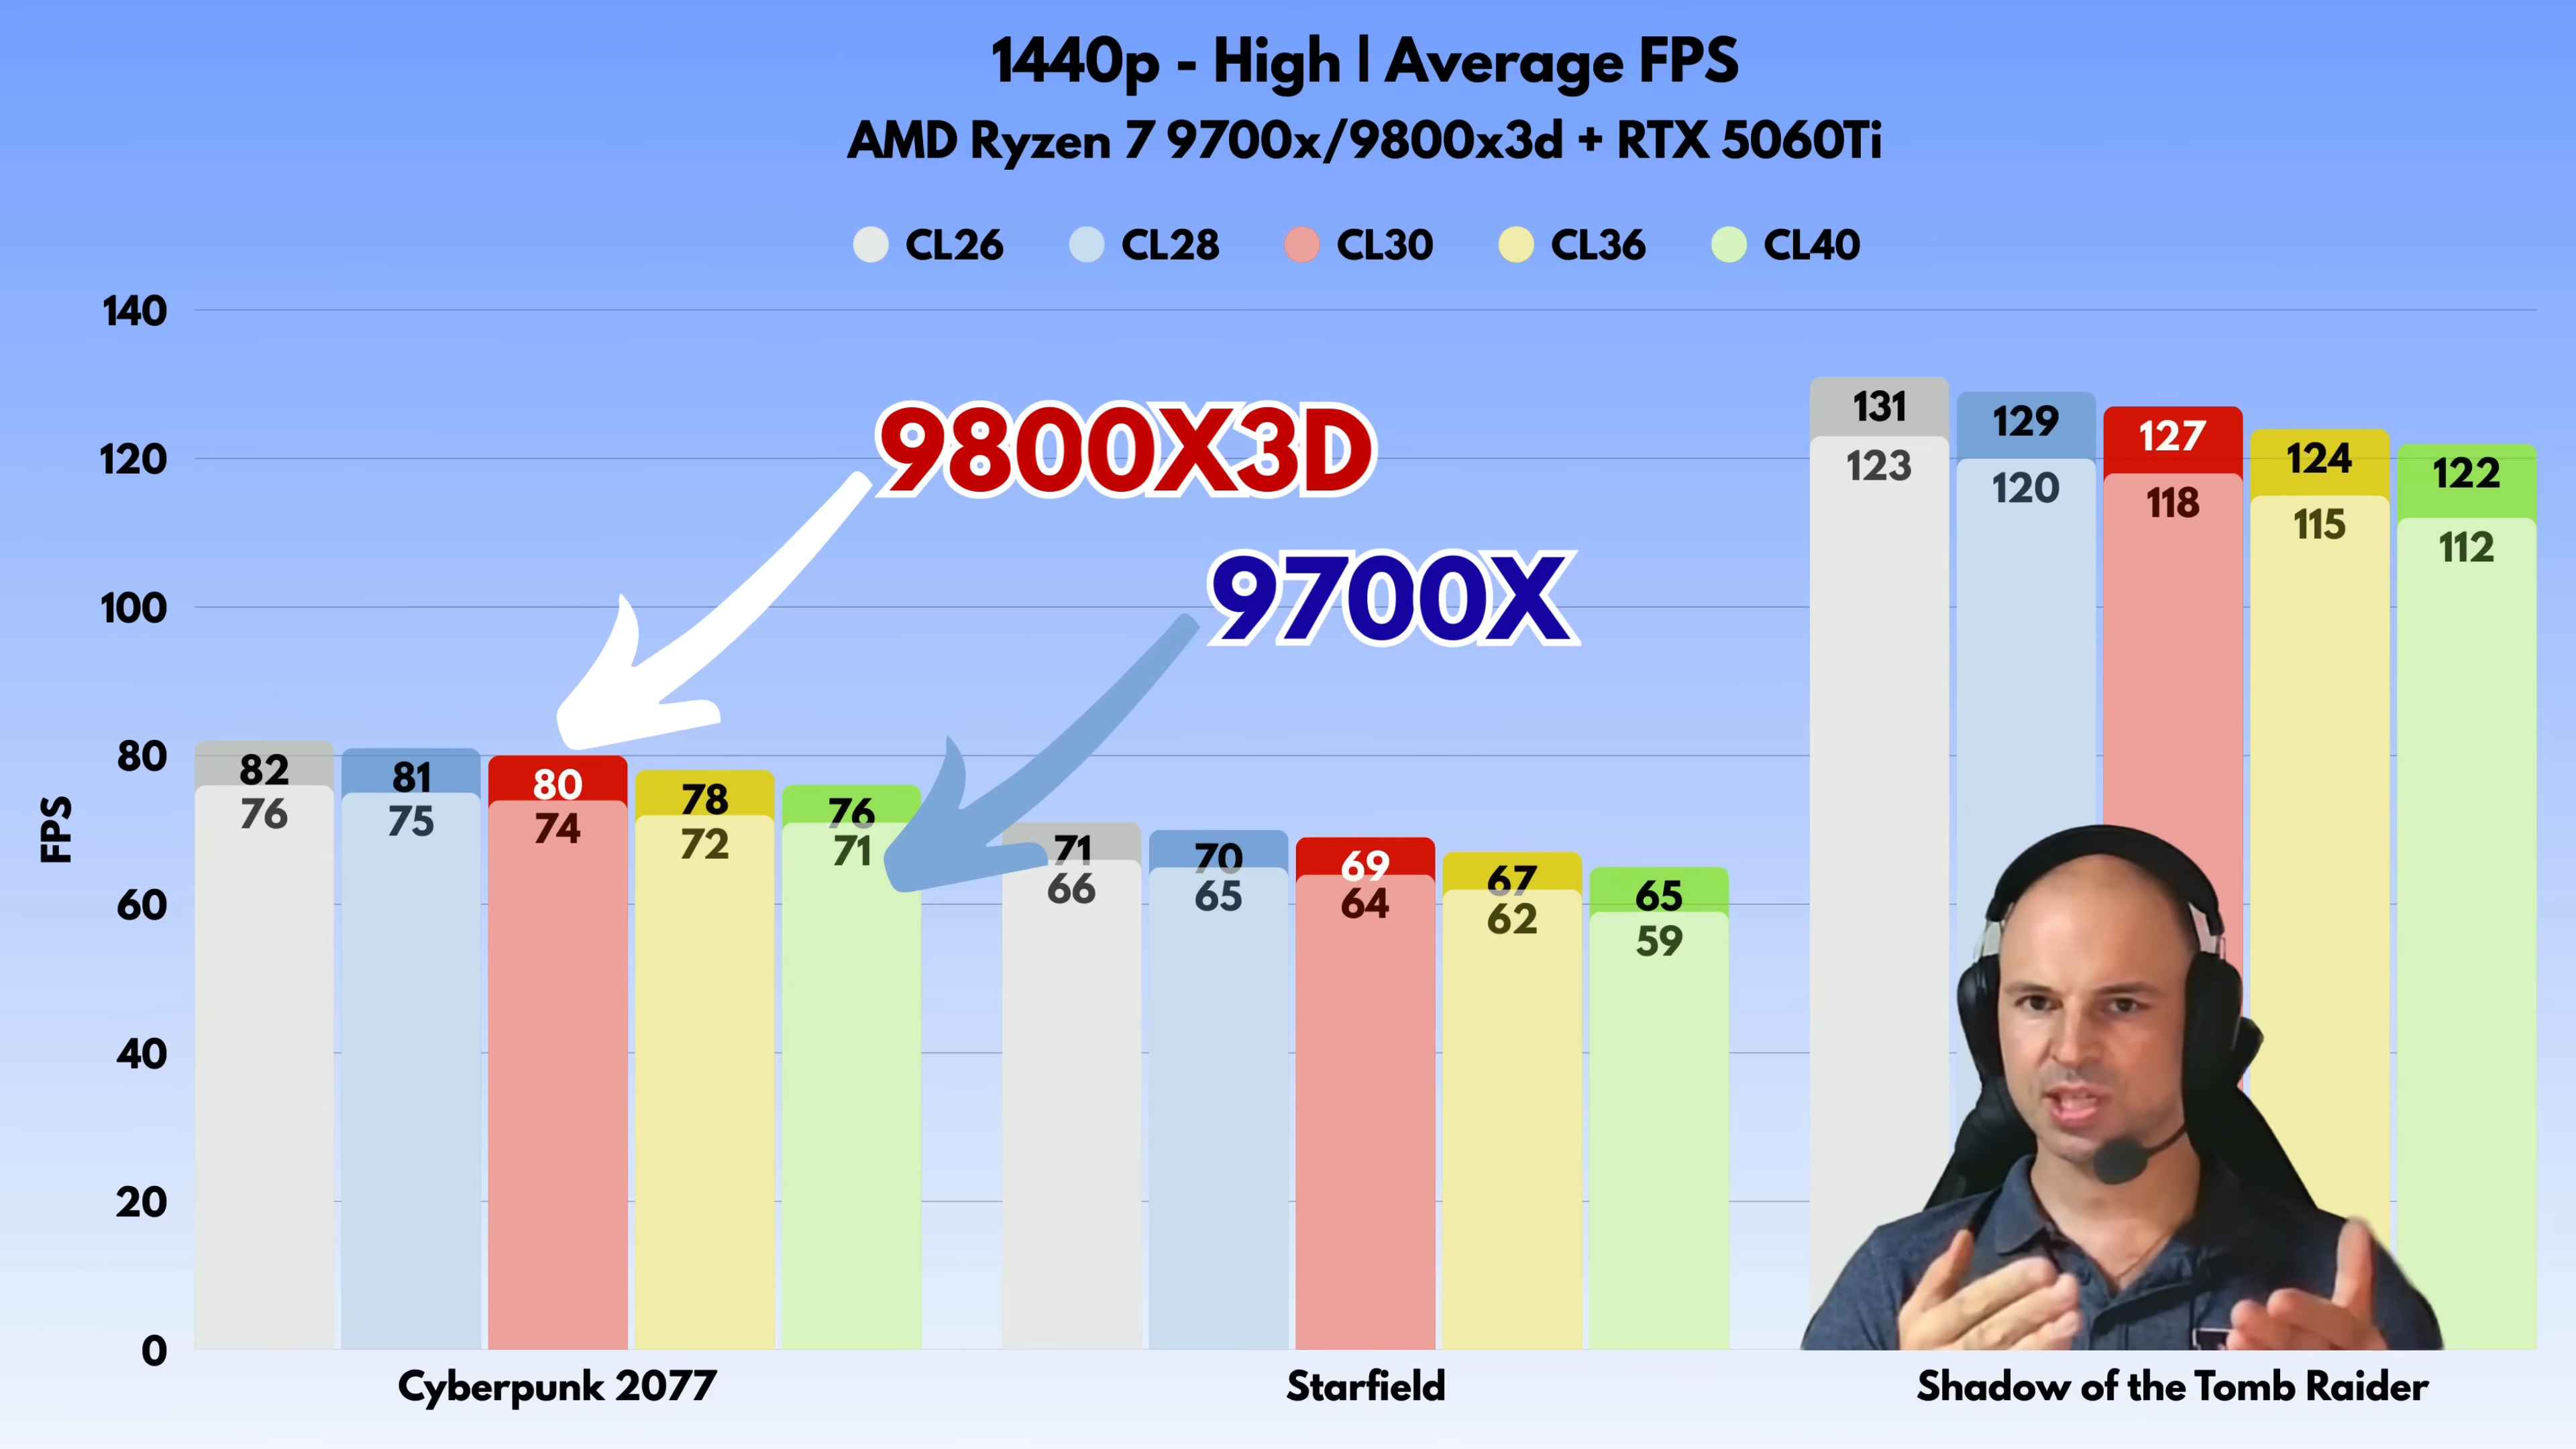 1440p - High | Average FPS
AMD Ryzen 7 9700x/9800x3d + RTX 5060Ti
CL26 CL28 CL30 CL36 CL40
140
120
100
80
60
40
20
0
FPS
9800X3D
9700X
82 81 80 78 76
76 75 74 72 71
71 70 69 67 65
66 65 64 62 59
131 129 127 124 122
123 120 118 115 112
Cyberpunk 2077
Starfield
Shadow of the Tomb Raider